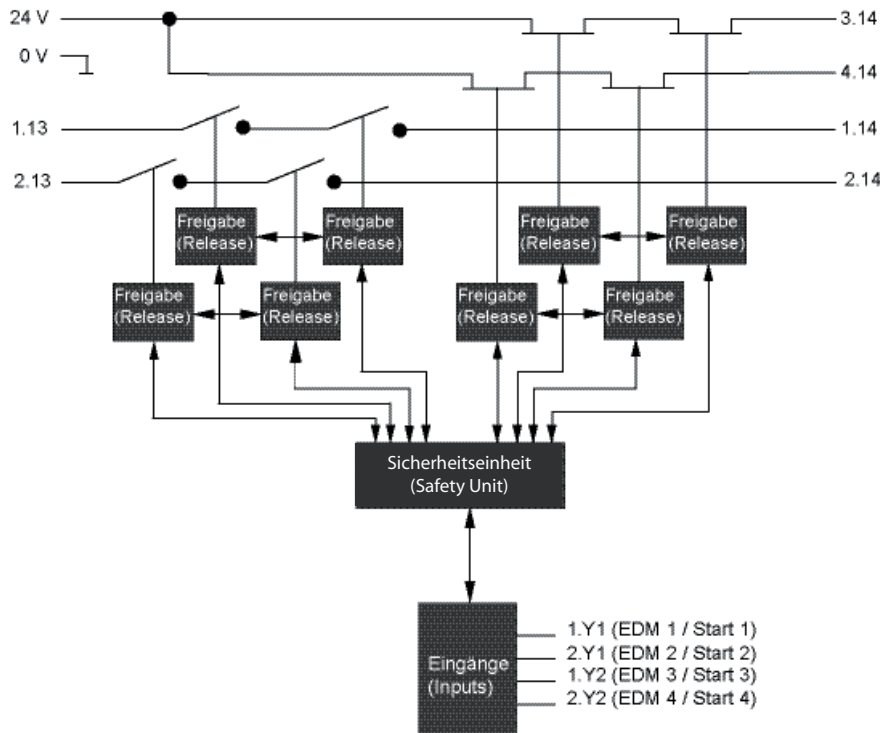 24 V
3.14
0 V
4.14
1.13
1.14
2.13
2.14
Freigabe
(Release)
Freigabe
(Release)
Freigabe
(Release)
Freigabe
(Release)
Freigabe
(Release)
Freigabe
(Release)
Freigabe
(Release)
Freigabe
(Release)
Sicherheitseinheit
(Safety Unit)
Eingänge
(Inputs)
1.Y1 (EDM 1 / Start 1)
2.Y1 (EDM 2 / Start 2)
1.Y2 (EDM 3 / Start 3)
2.Y2 (EDM 4 / Start 4)